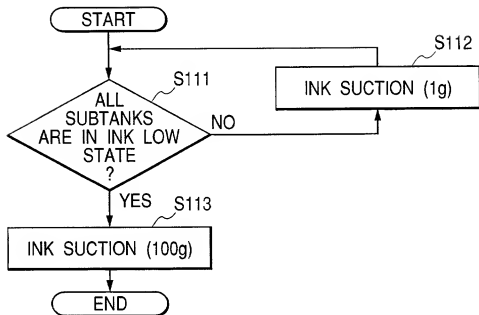 START
S112
INK SUCTION (1g)
S111
ALL
SUBTANKS
ARE IN INK LOW
STATE
?
NO
YES
S113
INK SUCTION (100g)
END